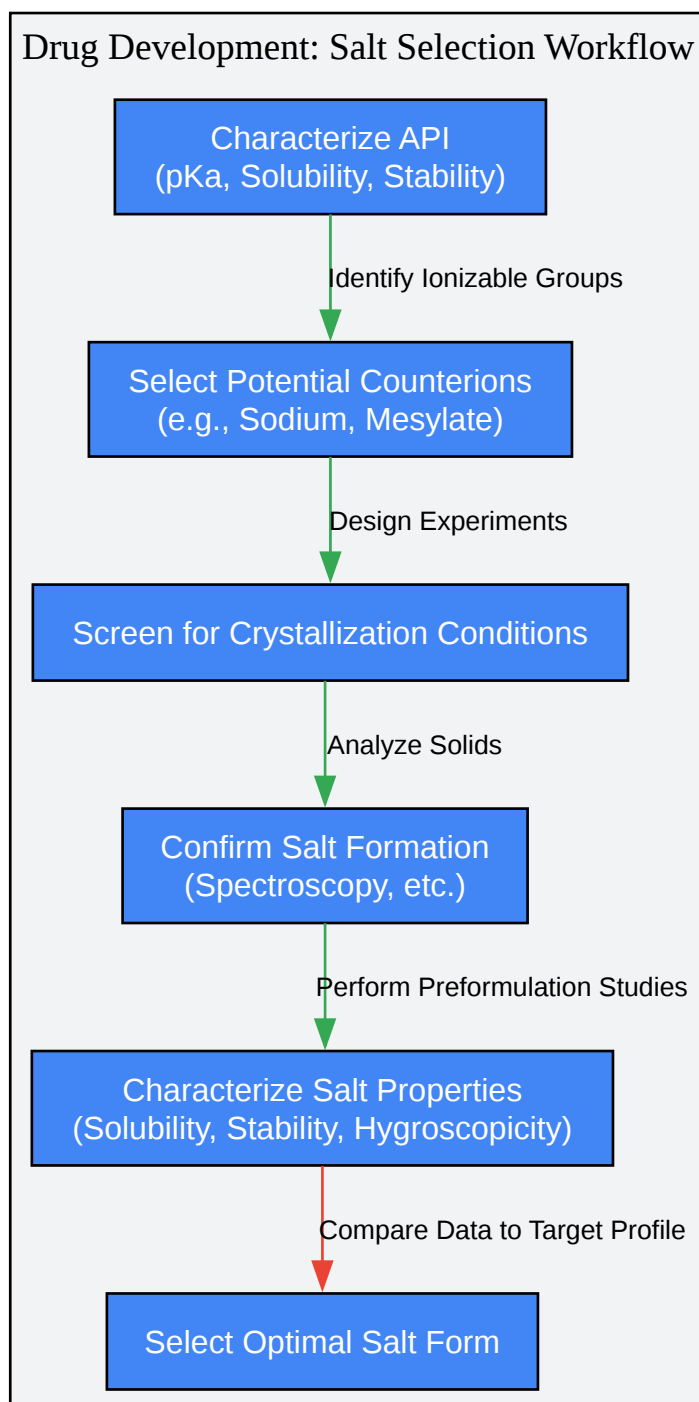 Drug Development: Salt Selection Workflow
Characterize API
(pKa, Solubility, Stability)
Identify Ionizable Groups
Select Potential Counterions
(e.g., Sodium, Mesylate)
Design Experiments
Screen for Crystallization Conditions
Analyze Solids
Confirm Salt Formation
(Spectroscopy, etc.)
Perform Preformulation Studies
Characterize Salt Properties
(Solubility, Stability, Hygroscopicity)
Compare Data to Target Profile
Select Optimal Salt Form